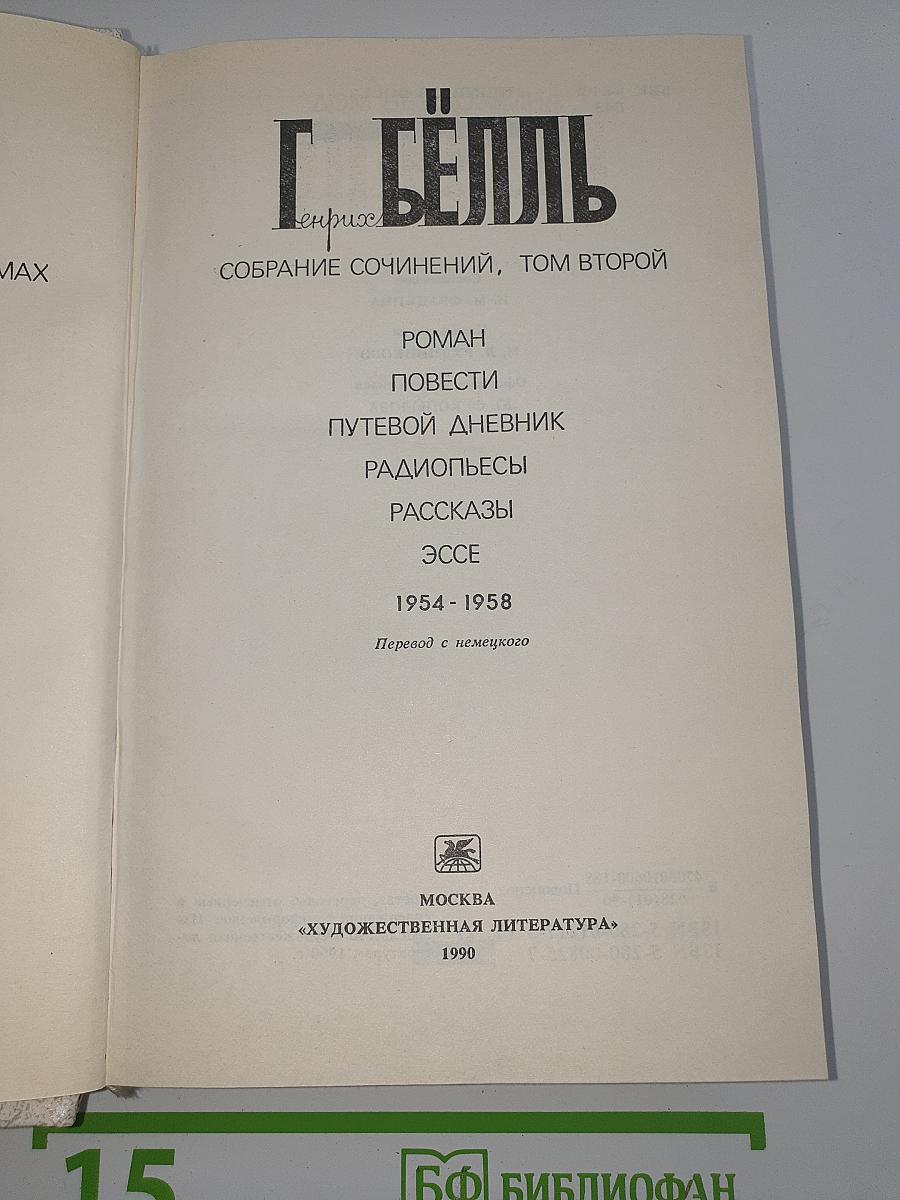 МАХ
Генрих БЁЛЛЬ
СОБРАНИЕ СОЧИНЕНИЙ, ТОМ ВТОРОЙ
РОМАН
ПОВЕСТИ
ПУТЕВОЙ ДНЕВНИК
РАДИОПЬЕСЫ
РАССКАЗЫ
ЭССЕ
1954-1958
Перевод с немецкого
МОСКВА
«ХУДОЖЕСТВЕННАЯ ЛИТЕРАТУРА»
1990
15
БФ БИБЛИОФАН